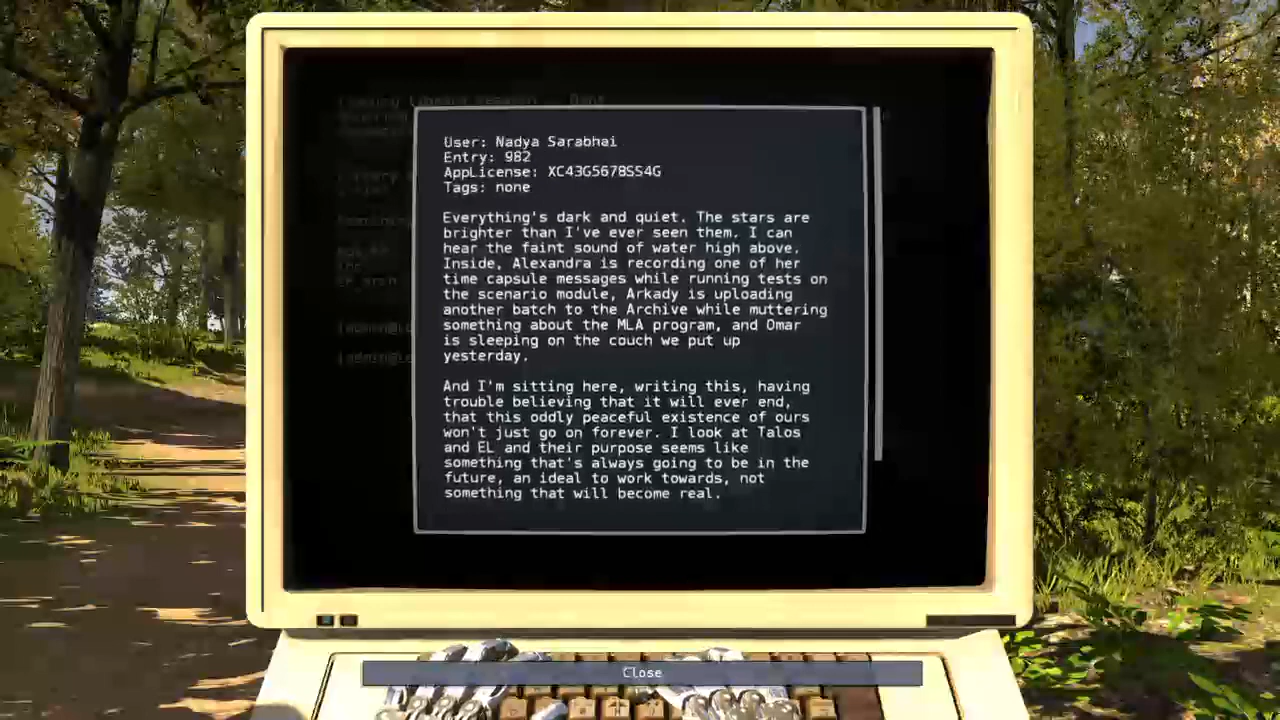 User: Nadya Sarabhai
Entry: 982
AppLicense: XC43G5678SS4G
Tags: none
Everything's dark and quiet. The stars are
brighter than I've ever seen them. I can
hear the faint sound of water high above.
Inside, Alexandra is recording one of her
time capsule messages while running tests on
the scenario module, Arkady is uploading
another batch to the Archive while muttering
something about the MLA program, and Omar
is sleeping on the couch we put up
yesterday.
And I'm sitting here, writing this, having
trouble believing that it will ever end,
that this oddly peaceful existence of ours
won't just go on forever. I look at Talos
and EL and their purpose seems like
something that's always going to be in the
future, an ideal to work towards, not
something that will become real.
Close